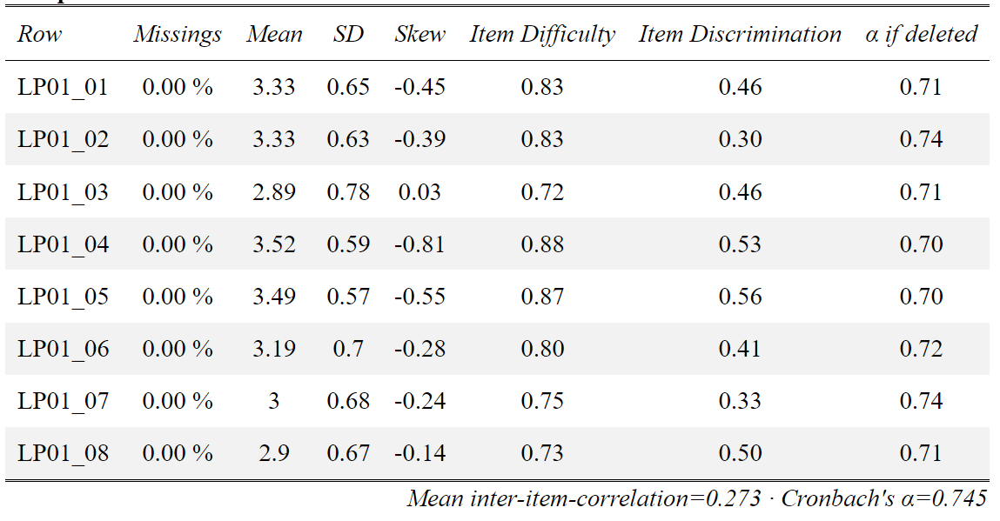 Row Missings Mean SD Skew Item Difficulty Item Discrimination α if deleted
LP01_01 0.00 % 3.33 0.65 -0.45 0.83 0.46 0.71
LP01_02 0.00 % 3.33 0.63 -0.39 0.83 0.30 0.74
LP01_03 0.00 % 2.89 0.78 0.03 0.72 0.46 0.71
LP01_04 0.00 % 3.52 0.59 -0.81 0.88 0.53 0.70
LP01_05 0.00 % 3.49 0.57 -0.55 0.87 0.56 0.70
LP01_06 0.00 % 3.19 0.7 -0.28 0.80 0.41 0.72
LP01_07 0.00 % 3 0.68 -0.24 0.75 0.33 0.74
LP01_08 0.00 % 2.9 0.67 -0.14 0.73 0.50 0.71
Mean inter-item-correlation=0.273 · Cronbach's α=0.745